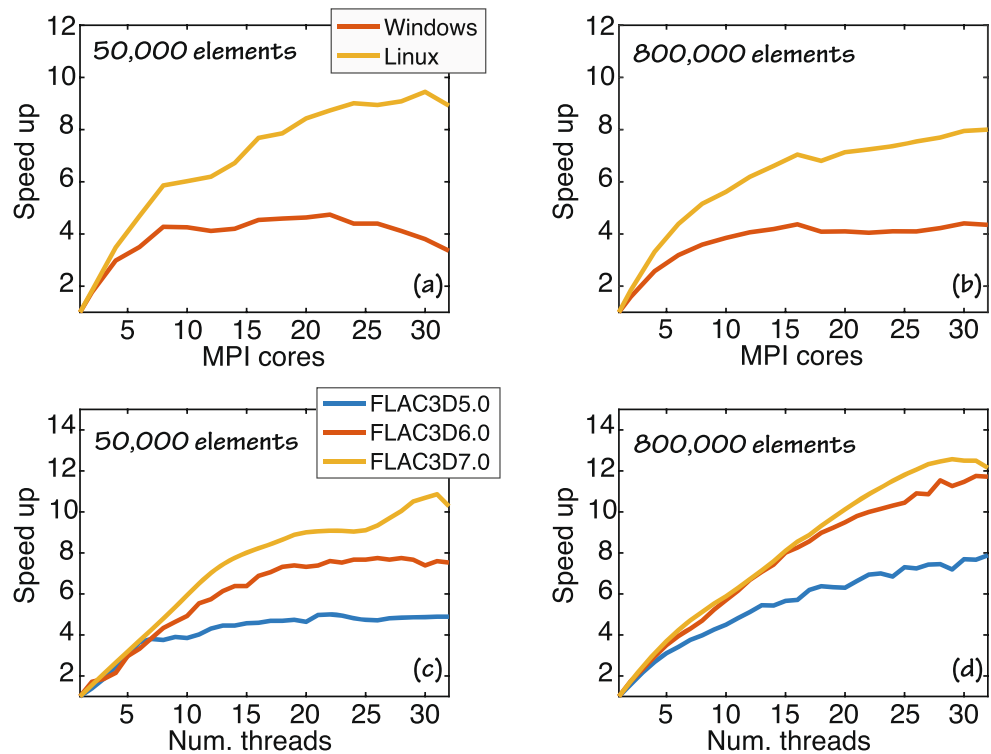 12
10
8
6
4
2
5
10
15
20
25
30
Speed up
MPI cores
50,000 elements
Windows
Linux
(a)
12
10
8
6
4
2
5
10
15
20
25
30
Speed up
MPI cores
800,000 elements
(b)
14
12
10
8
6
4
2
5
10
15
20
25
30
Speed up
Num. threads
50,000 elements
FLAC3D5.0
FLAC3D6.0
FLAC3D7.0
(c)
14
12
10
8
6
4
2
5
10
15
20
25
30
Speed up
Num. threads
800,000 elements
(d)